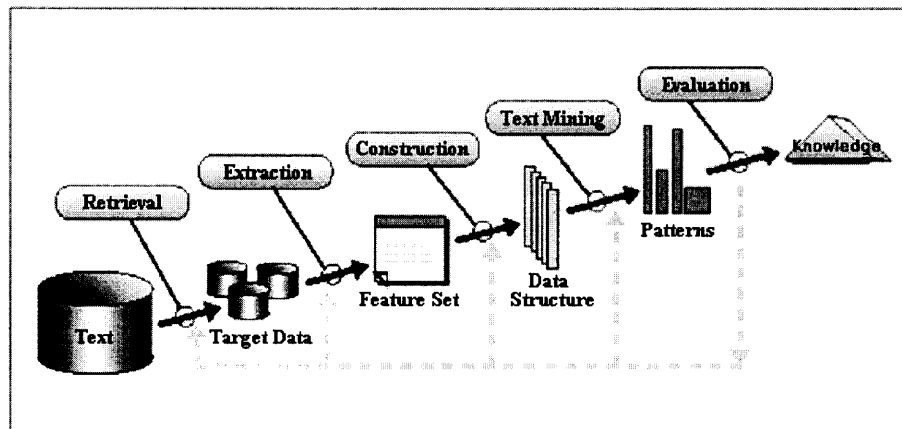 Evaluation
Text Mining
Construction
Extraction
Retrieval
Knowledge
Patterns
Data
Structure
Feature Set
Target Data
Text